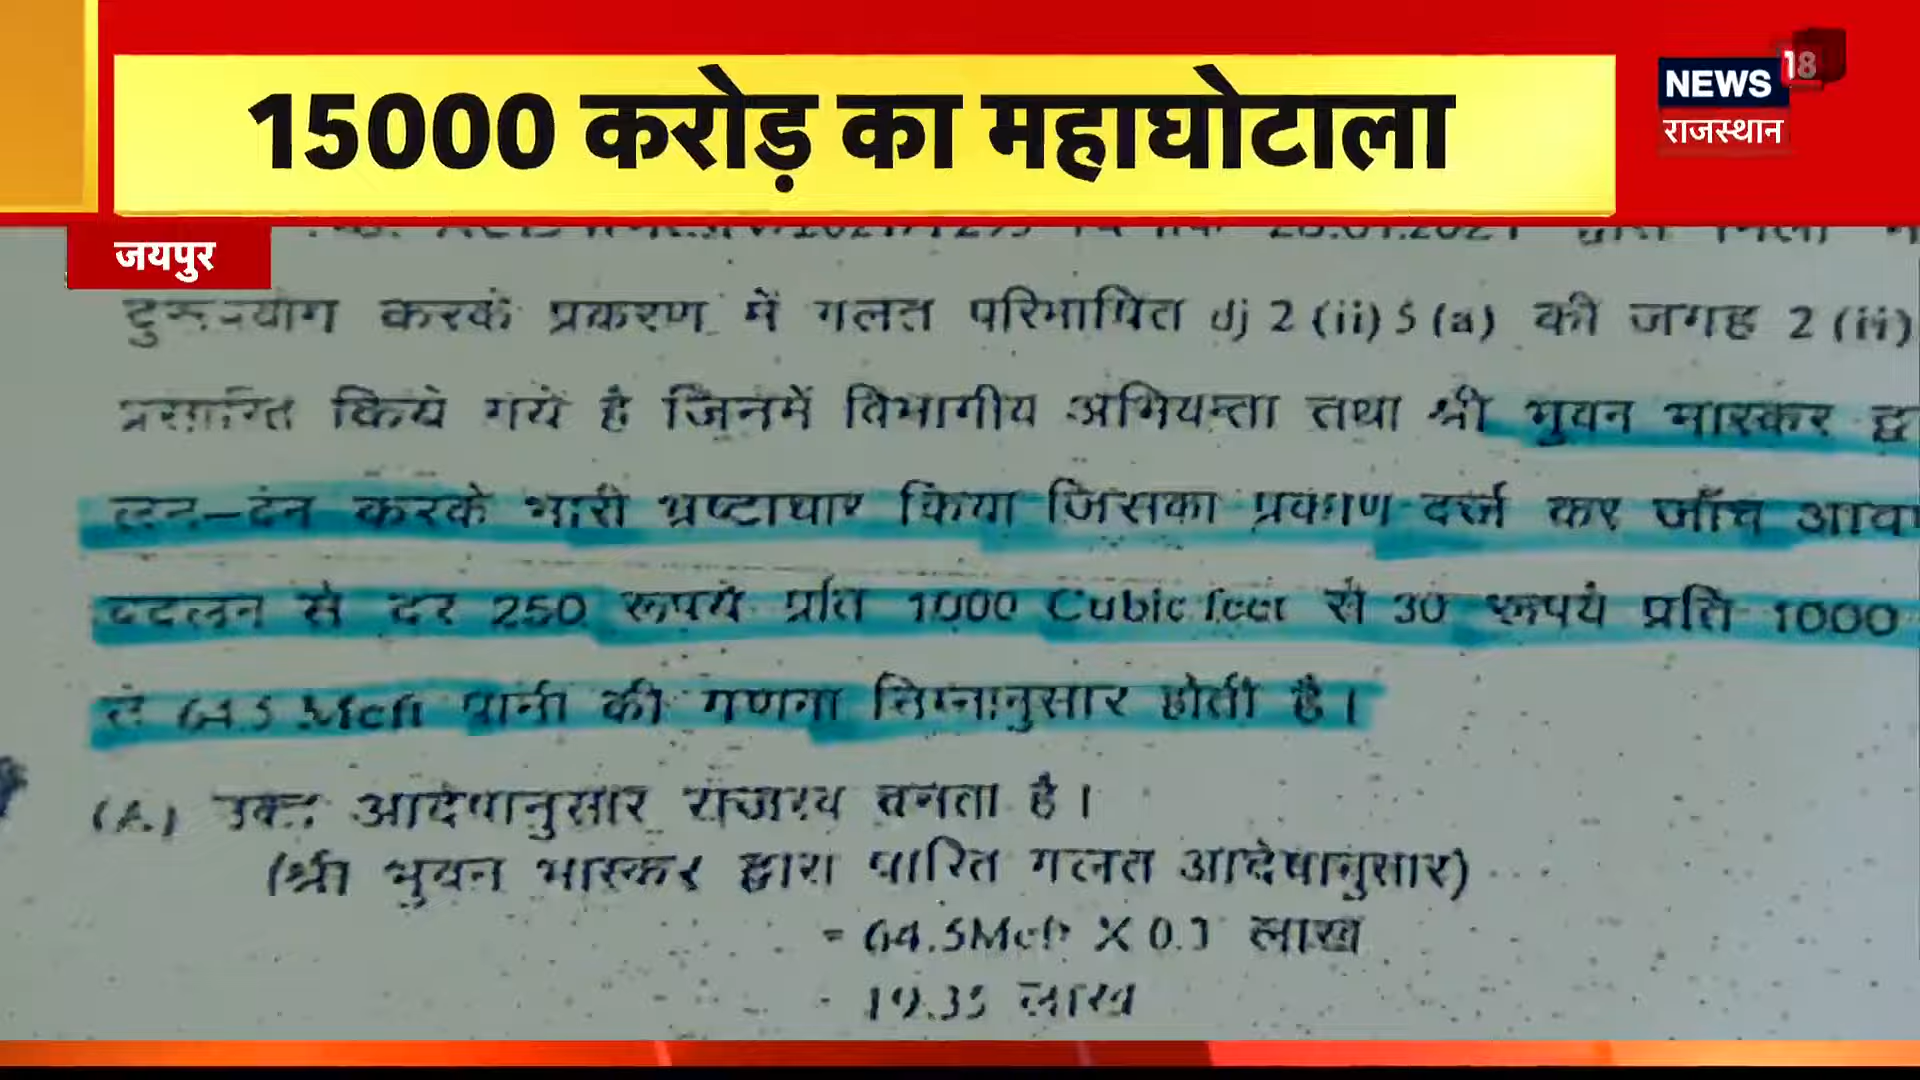 15000 करोड़ का महाघोटाला
NEWS 18
राजस्थान
जयपुर
करके प्रकरण में गलत परिभाषित dj 2 (ii) 5 (a) की जगह 2 (ii)
किये गये है जिनमें विभागीय अभियन्ता तथा श्री भुवन भास्कर
करके भारी भ्रष्टाचार किया जिसका प्रकरण दर्ज कर जाँच
से दर 250 रूपये प्रति 1000 Cubic feet से 30 रूपये प्रति 1000
पानी की गणना निम्नानुसार होती है।
(A) उक्त आदेषानुसार राजस्व बनता है।
(श्री भुवन भास्कर द्वारा पारित गलत आदेषानुसार)
= 64.5Mcft X 0.3 लाख
19.35 लाख